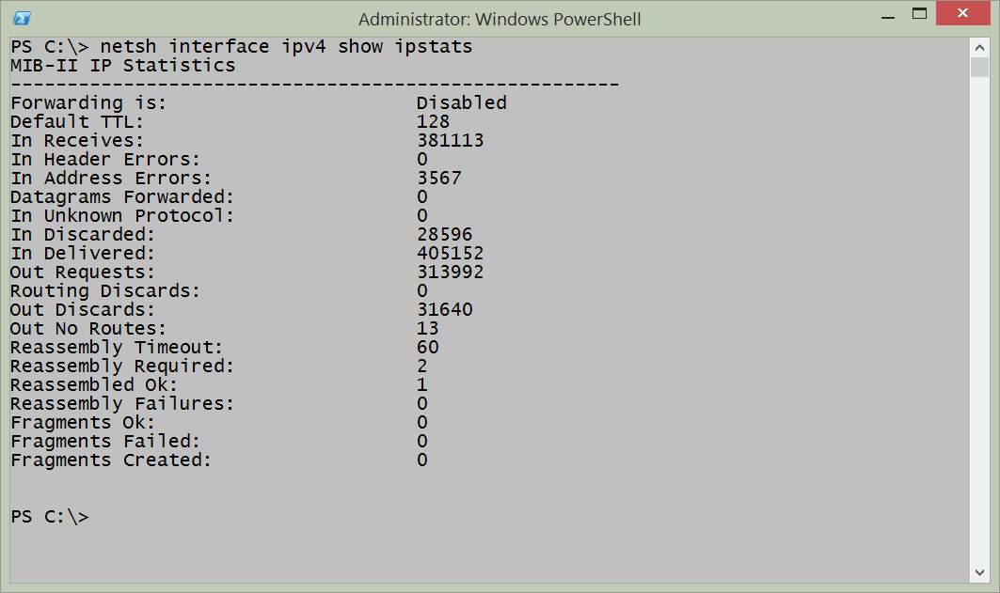 Administrator: Windows PowerShell
PS C:\> netsh interface ipv4 show ipstats
MIB-II IP Statistics
------------------------------------------------------
Forwarding is: Disabled
Default TTL: 128
In Receives: 381113
In Header Errors: 0
In Address Errors: 3567
Datagrams Forwarded: 0
In Unknown Protocol: 0
In Discarded: 28596
In Delivered: 405152
Out Requests: 313992
Routing Discards: 0
Out Discards: 31640
Out No Routes: 13
Reassembly Timeout: 60
Reassembly Required: 2
Reassembled Ok: 1
Reassembly Failures: 0
Fragments Ok: 0
Fragments Failed: 0
Fragments Created: 0
PS C:\>